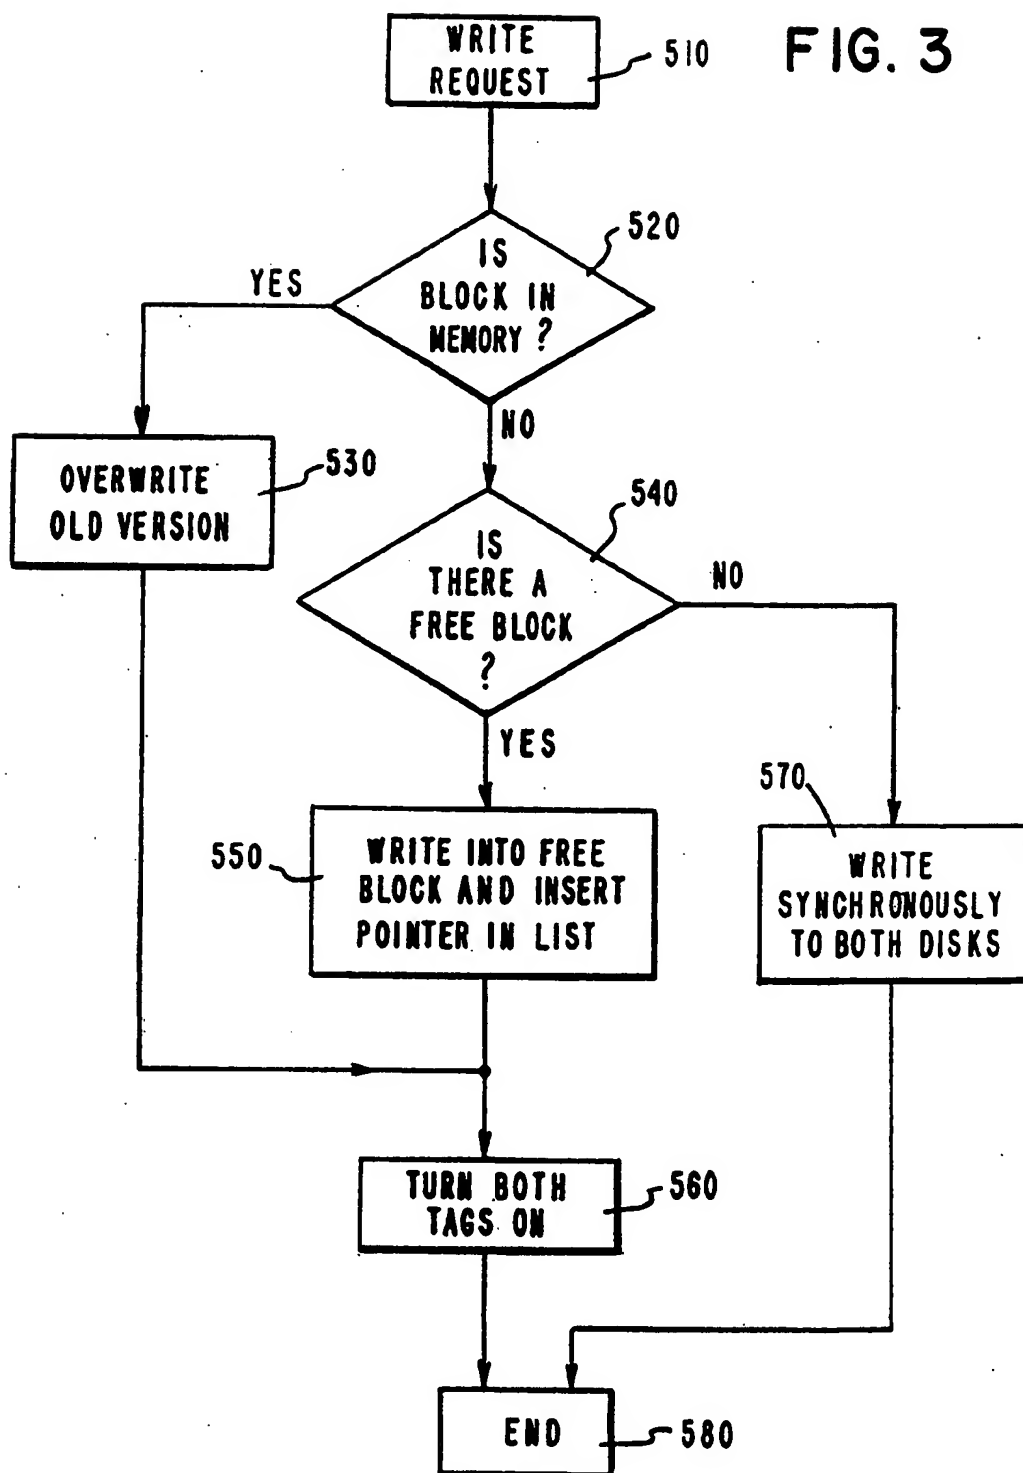 FIG. 3
WRITE
REQUEST
510
IS
BLOCK IN
MEMORY ?
520
YES
NO
OVERWRITE
OLD VERSION
530
IS
THERE A
FREE BLOCK
?
540
NO
YES
550
WRITE INTO FREE
BLOCK AND INSERT
POINTER IN LIST
570
WRITE
SYNCHRONOUSLY
TO BOTH DISKS
TURN BOTH
TAGS ON
560
END
580